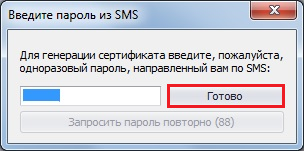 Введите пароль из SMS
Для генерации сертификата введите, пожалуйста,
одноразовый пароль, направленный вам по SMS:
Готово
Запросить пароль повторно (88)